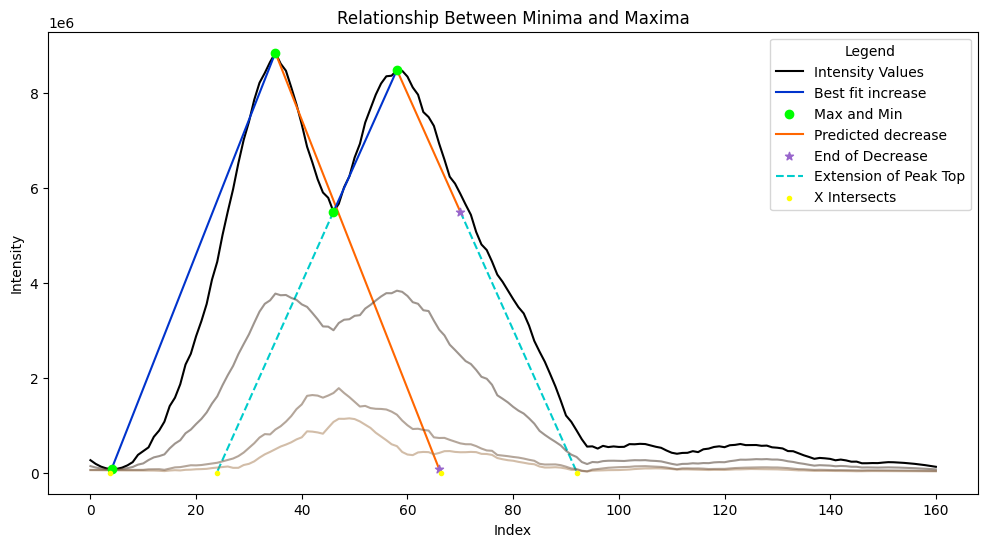 Relationship Between Minima and Maxima
1e6
Legend
Intensity Values
Best fit increase
Max and Min
Predicted decrease
End of Decrease
Extension of Peak Top
X Intersects
8
6
4
2
0
Intensity
0 20 40 60 80 100 120 140 160
Index